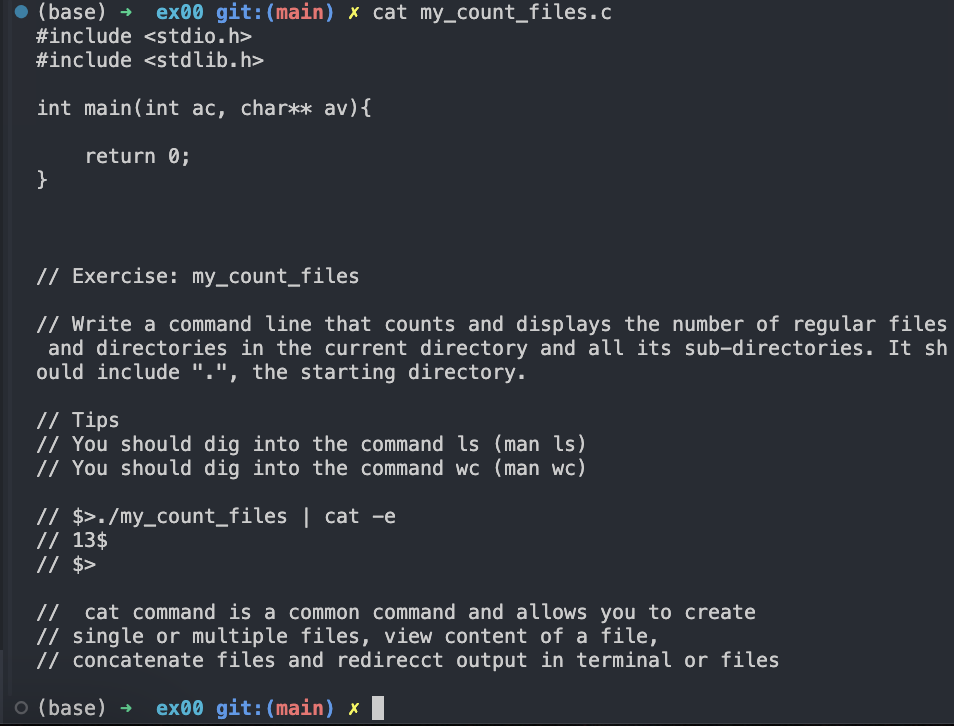 (base) ➜  ex00 git:(main) ✗ cat my_count_files.c
#include <stdio.h>
#include <stdlib.h>
int main(int ac, char** av){
    return 0;
}
// Exercise: my_count_files
// Write a command line that counts and displays the number of regular files
 and directories in the current directory and all its sub-directories. It sh
ould include ".", the starting directory.
// Tips
// You should dig into the command ls (man ls)
// You should dig into the command wc (man wc)
// $>./my_count_files | cat -e
// 13$
// $>
//  cat command is a common command and allows you to create
// single or multiple files, view content of a file,
// concatenate files and redirecct output in terminal or files
(base) ➜  ex00 git:(main) ✗